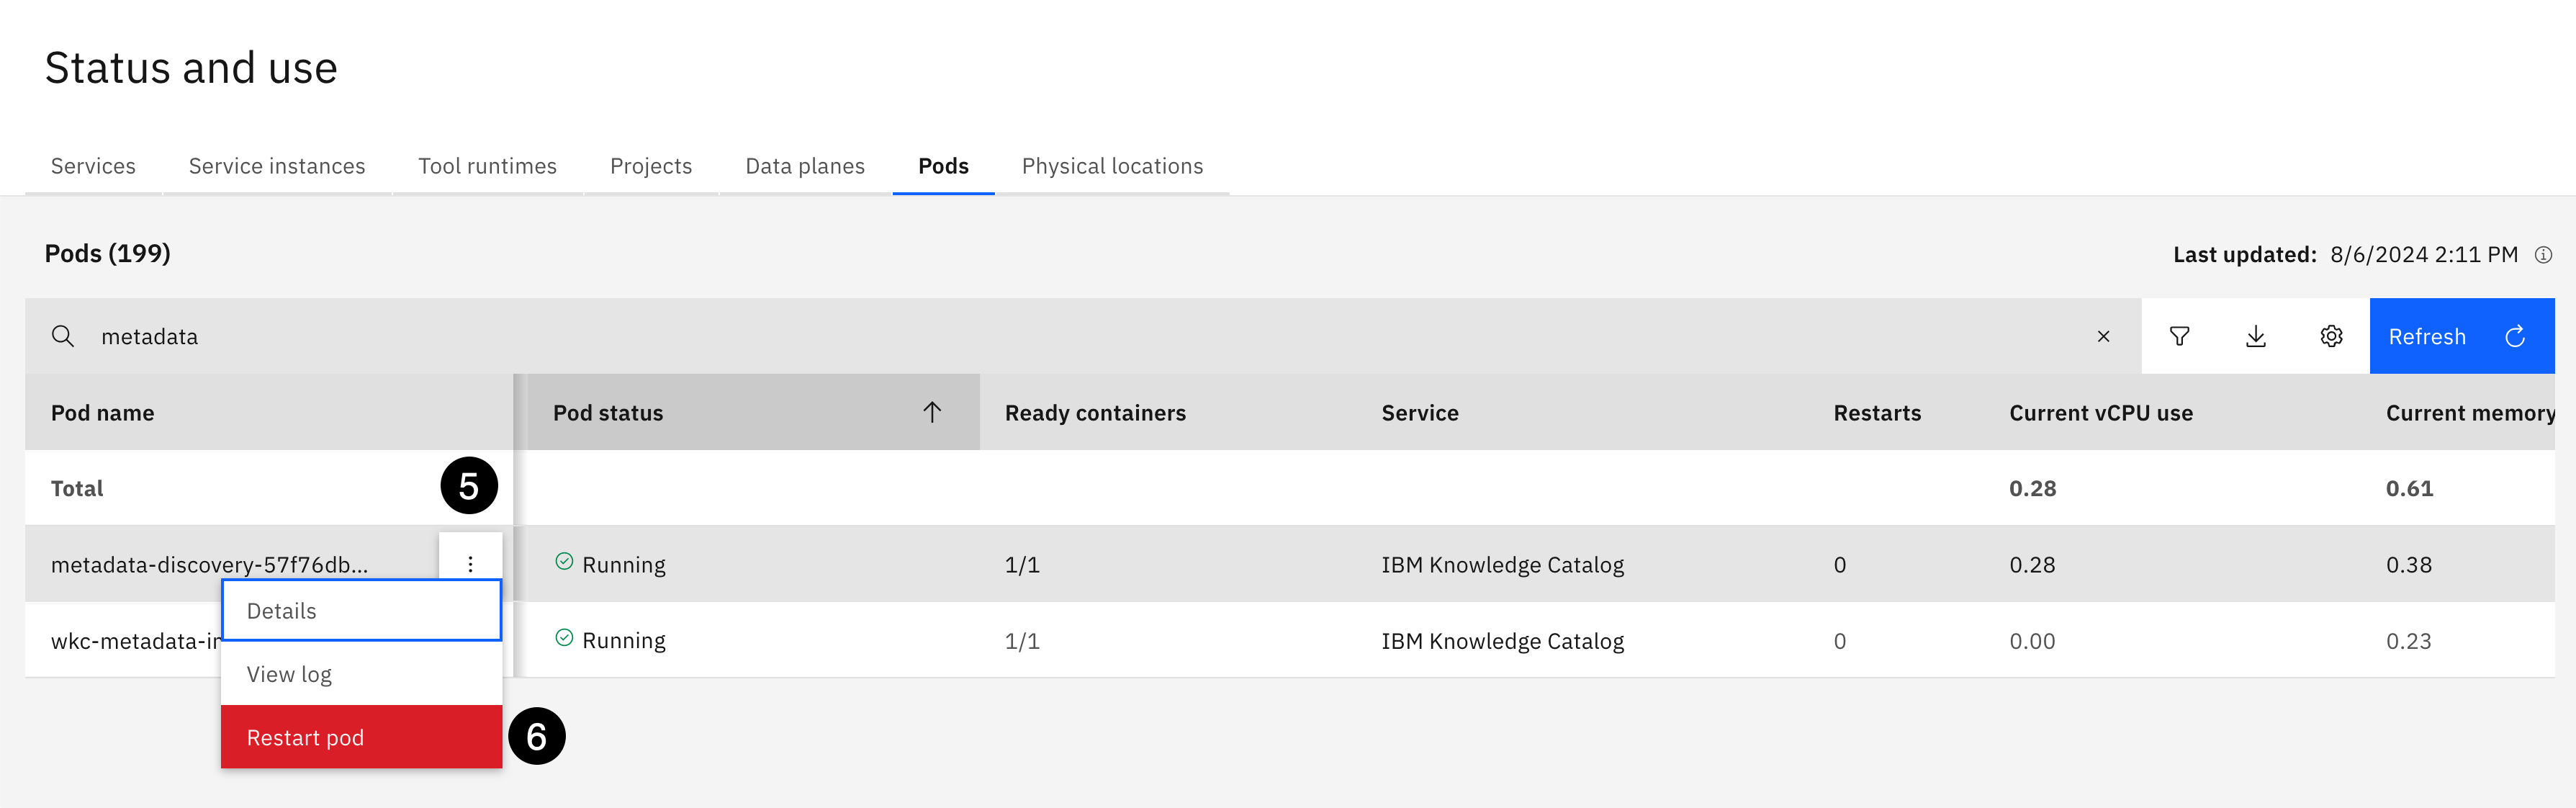 Status and use
Services Service instances Tool runtimes Projects Data planes Pods Physical locations
Pods (199) Last updated: 8/6/2024 2:11 PM
metadata Refresh
Pod name Pod status Ready containers Service Restarts Current vCPU use Current memory
Total 5 0.28 0.61
metadata-discovery-57f76db... Running 1/1 IBM Knowledge Catalog 0 0.28 0.38
Details
wkc-metadata-in Running 1/1 IBM Knowledge Catalog 0 0.00 0.23
View log
Restart pod 6